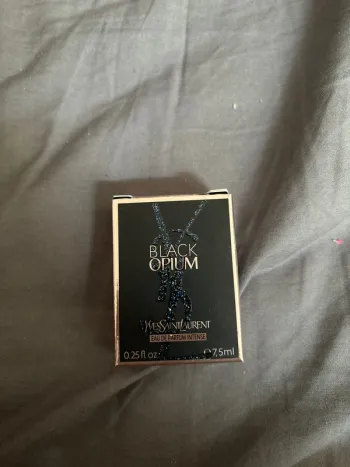 BLACK
OPIUM
YVESSAINTLAURENT
EAU DE PARFUM INTENSE
0.25 fl.oz. ℮7,5ml